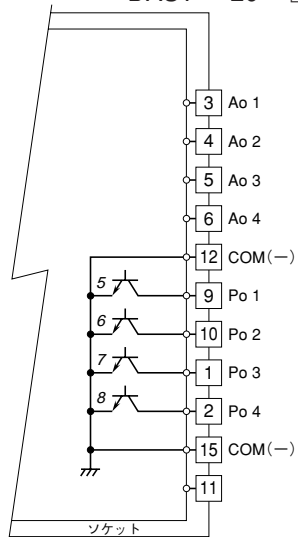 3 Ao 1
4 Ao 2
5 Ao 3
6 Ao 4
12 COM(−)
5 9 Po 1
6 10 Po 2
7 1 Po 3
8 2 Po 4
15 COM(−)
11
ソケット